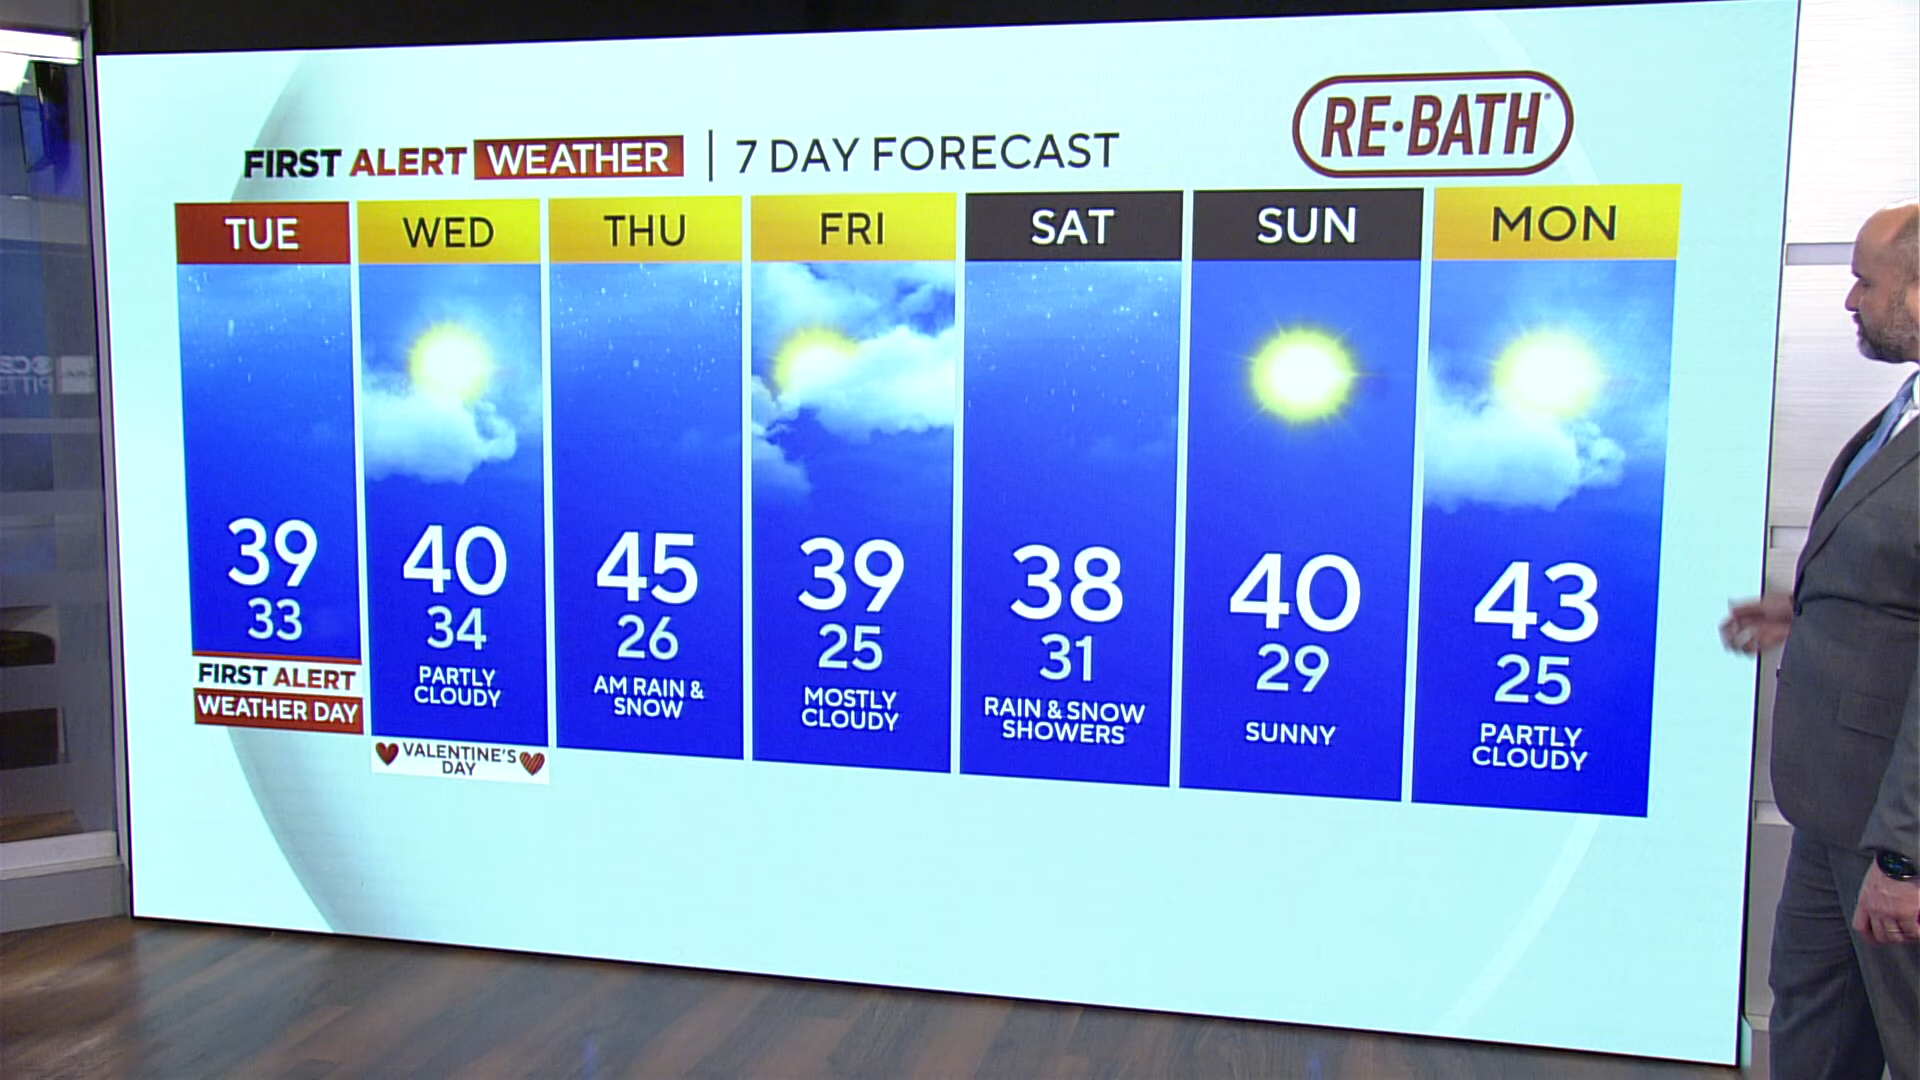 RE·BATH
FIRST ALERT WEATHER | 7 DAY FORECAST
TUE
39
33
FIRST ALERT
WEATHER DAY
WED
40
34
PARTLY
CLOUDY
VALENTINE'S
DAY
THU
45
26
AM RAIN &
SNOW
FRI
39
25
MOSTLY
CLOUDY
SAT
38
31
RAIN & SNOW
SHOWERS
SUN
40
29
SUNNY
MON
43
25
PARTLY
CLOUDY